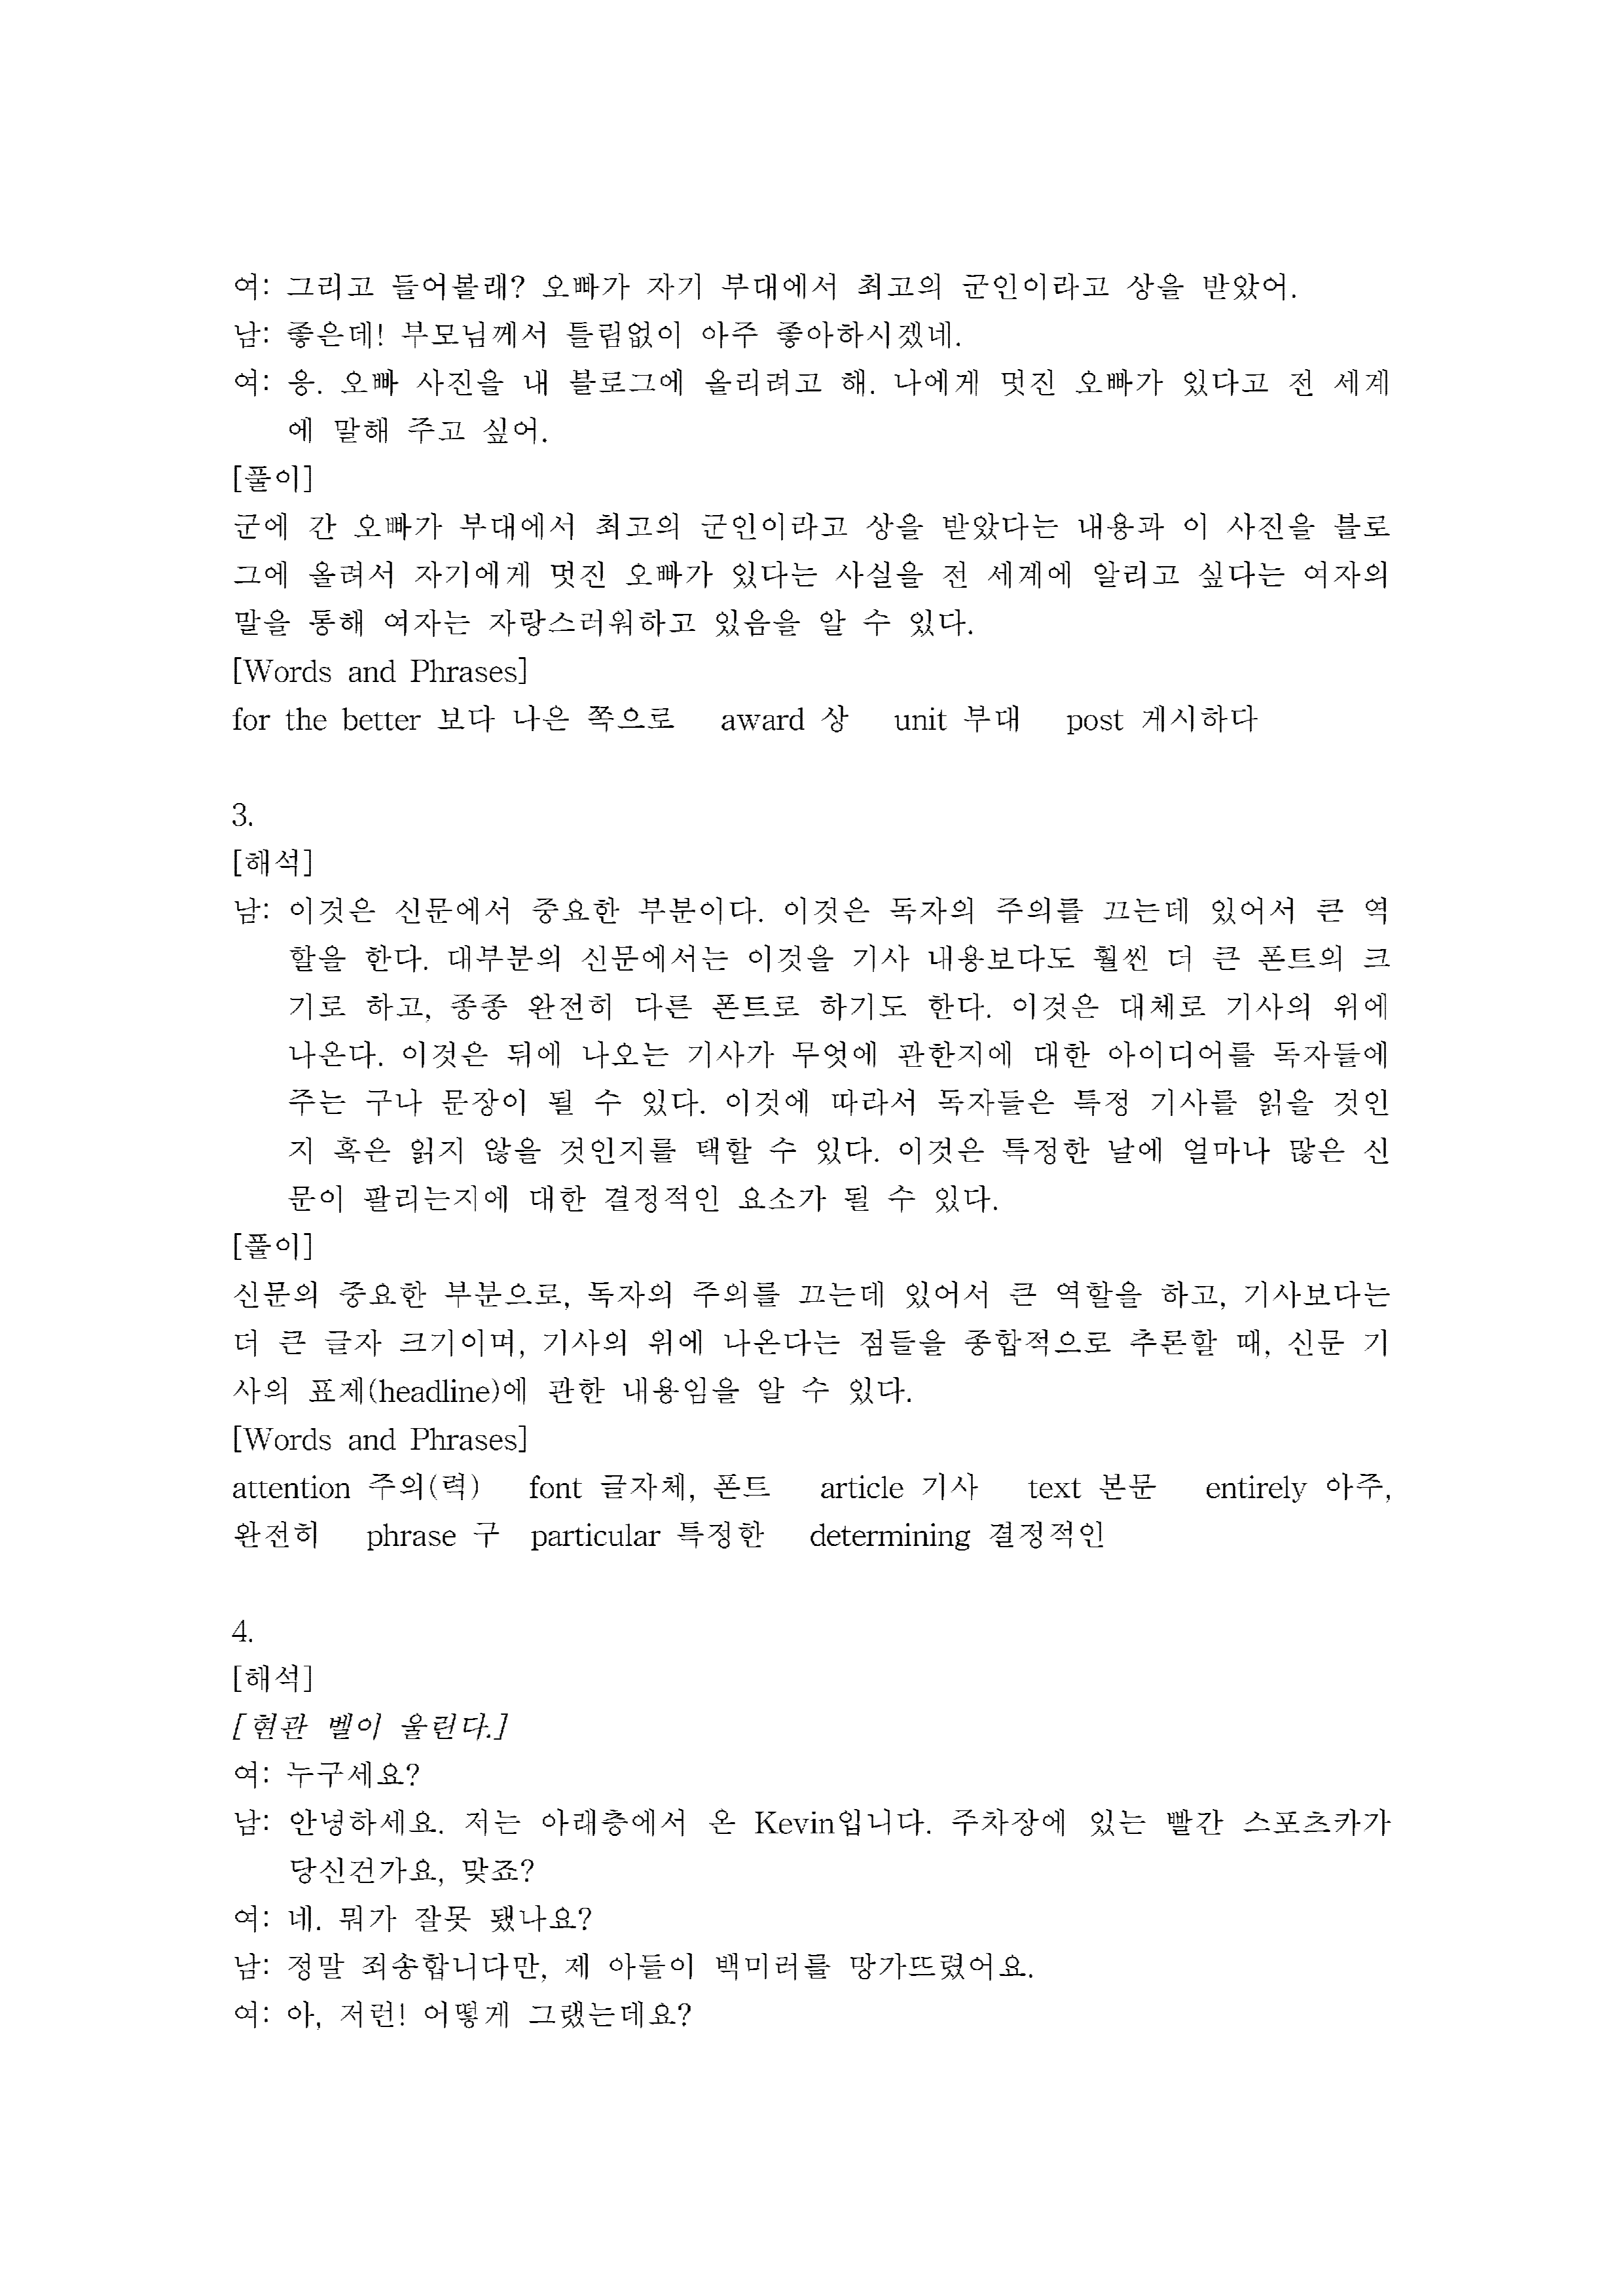 여: 그리고 들어볼래? 오빠가 자기 부대에서 최고의 군인이라고 상을 받았어.
남: 좋은데! 부모님께서 틀림없이 아주 좋아하시겠네.
여: 응. 오빠 사진을 내 블로그에 올리려고 해. 나에게 멋진 오빠가 있다고 전 세계
에 말해 주고 싶어.
[풀이]
군에 간 오빠가 부대에서 최고의 군인이라고 상을 받았다는 내용과 이 사진을 블로
그에 올려서 자기에게 멋진 오빠가 있다는 사실을 전 세계에 알리고 싶다는 여자의
말을 통해 여자는 자랑스러워하고 있음을 알 수 있다.
[Words and Phrases]
for the better 보다 나은 쪽으로 award 상 unit 부대 post 게시하다
3.
[해석]
남: 이것은 신문에서 중요한 부분이다. 이것은 독자의 주의를 끄는데 있어서 큰 역
할을 한다. 대부분의 신문에서는 이것을 기사 내용보다도 훨씬 더 큰 폰트의 크
기로 하고, 종종 완전히 다른 폰트로 하기도 한다. 이것은 대체로 기사의 위에
나온다. 이것은 뒤에 나오는 기사가 무엇에 관한지에 대한 아이디어를 독자들에
주는 구나 문장이 될 수 있다. 이것에 따라서 독자들은 특정 기사를 읽을 것인
지 혹은 읽지 않을 것인지를 택할 수 있다. 이것은 특정한 날에 얼마나 많은 신
문이 팔리는지에 대한 결정적인 요소가 될 수 있다.
[풀이]
신문의 중요한 부분으로, 독자의 주의를 끄는데 있어서 큰 역할을 하고, 기사보다는
더 큰 글자 크기이며, 기사의 위에 나온다는 점들을 종합적으로 추론할 때, 신문 기
사의 표제(headline)에 관한 내용임을 알 수 있다.
[Words and Phrases]
attention 주의(력) font 글자체, 폰트 article 기사 text 본문 entirely 아주,
완전히 phrase 구 particular 특정한 determining 결정적인
4.
[해석]
[현관 벨이 울린다.]
여: 누구세요?
남: 안녕하세요. 저는 아래층에서 온 Kevin입니다. 주차장에 있는 빨간 스포츠카가
당신건가요, 맞죠?
여: 네. 뭐가 잘못 됐나요?
남: 정말 죄송합니다만, 제 아들이 백미러를 망가뜨렸어요.
여: 아, 저런! 어떻게 그랬는데요?